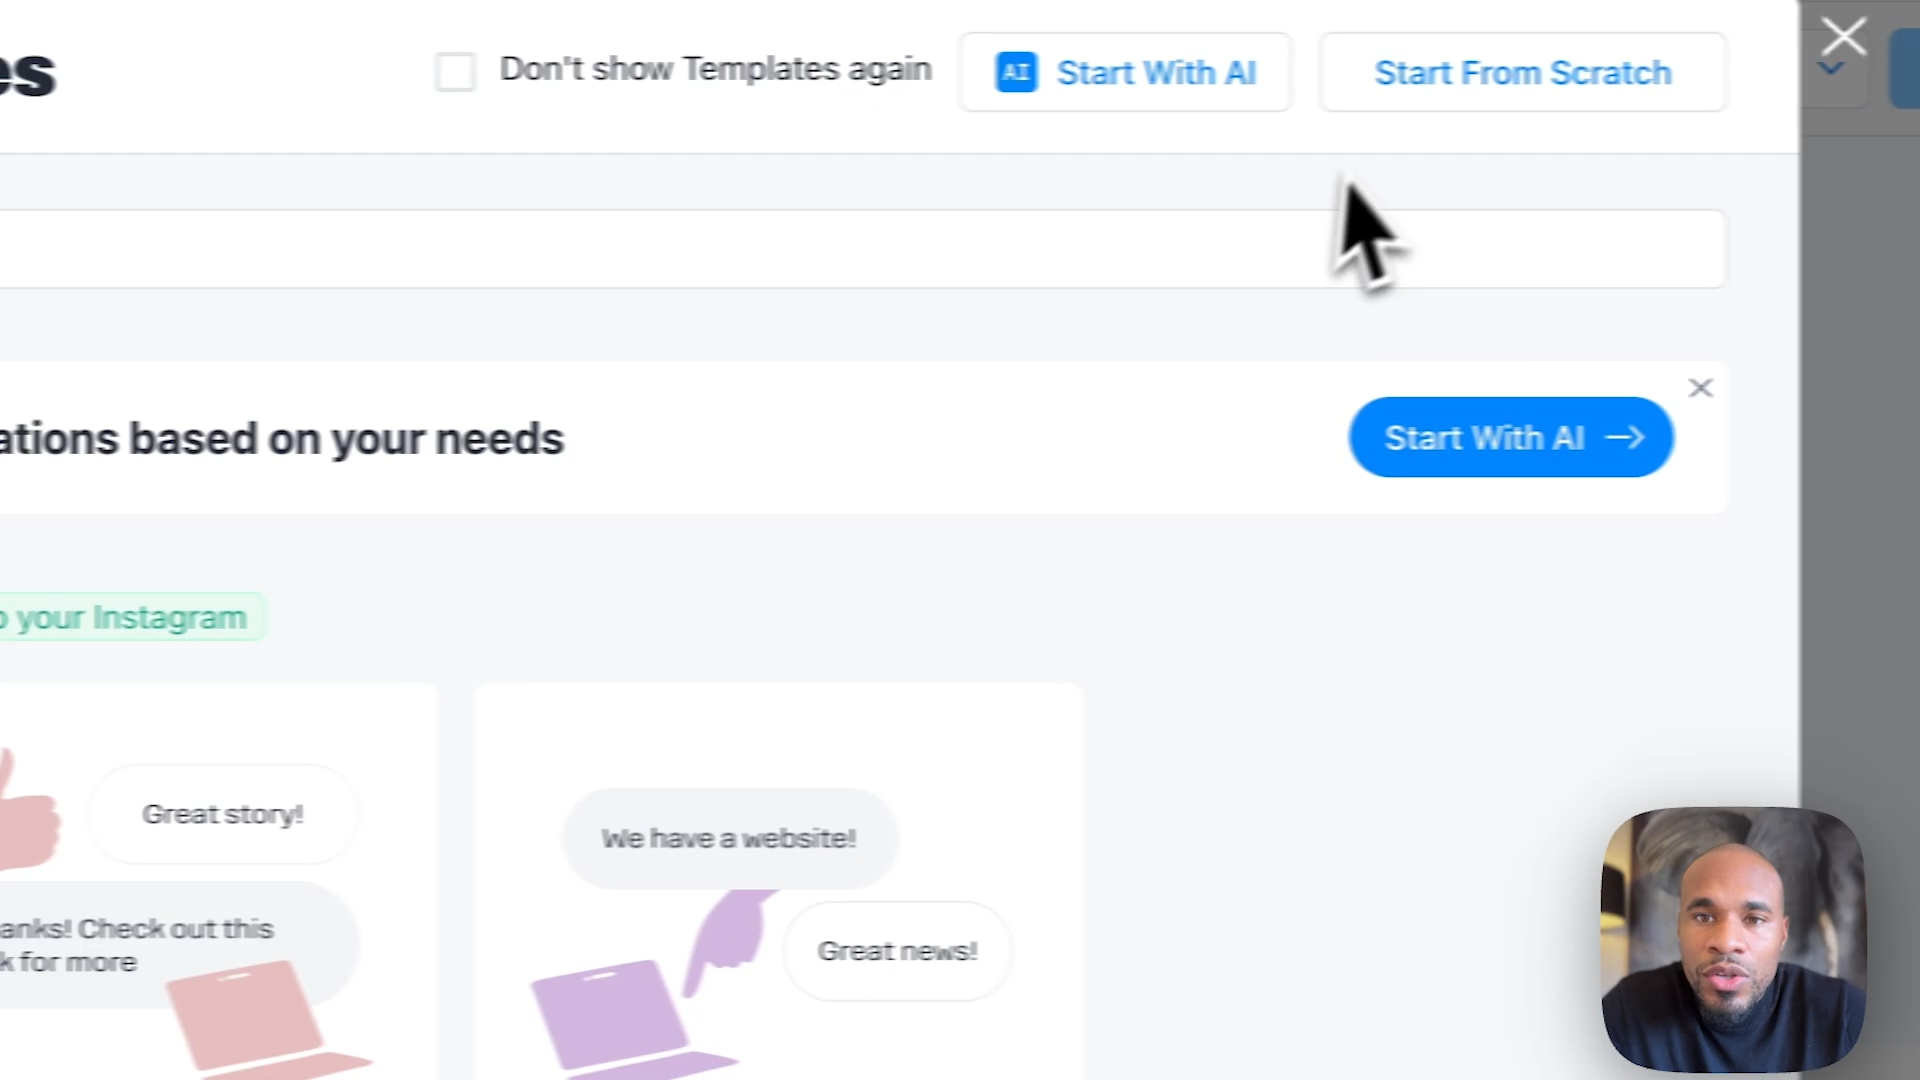 es
Don't show Templates again
AI Start With AI
Start From Scratch
ations based on your needs
Start With AI
your Instagram
Great story!
anks! Check out this
k for more
We have a website!
Great news!